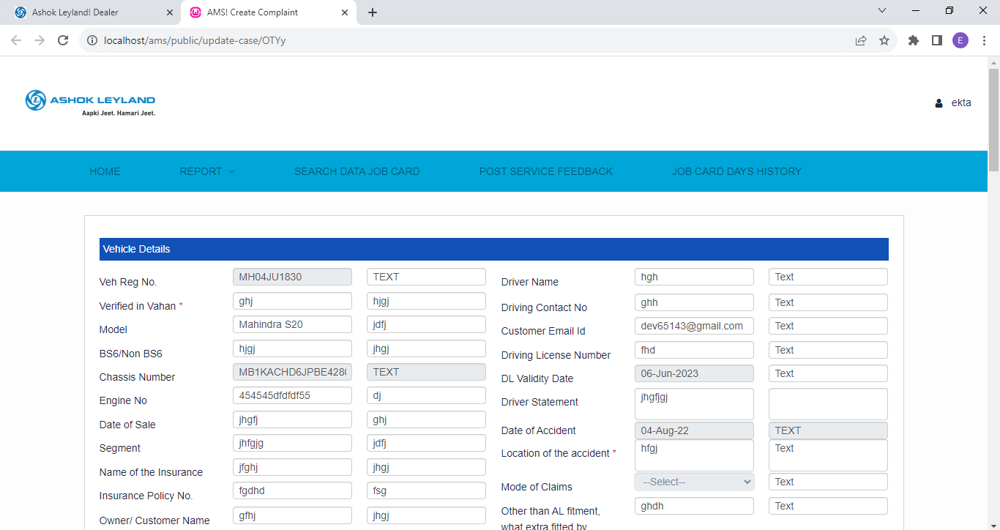 Ashok Leyland! Dealer
AMS! Create Complaint
localhost/ams/public/update-case/OTYy
E
ASHOK LEYLAND
Aapki Jeet. Hamari Jeet.
ekta
HOME REPORT SEARCH DATA JOB CARD POST SERVICE FEEDBACK JOB CARD DAYS HISTORY
Vehicle Details
Veh Reg No. MH04JU1830 TEXT
Driver Name hgh Text
Verified in Vahan * ghj hjgj
Driving Contact No ghh Text
Model Mahindra S20 jdfj
Customer Email Id dev65143@gmail.com Text
BS6/Non BS6 hjgj jhgj
Driving License Number fhd Text
Chassis Number MB1KACHD6JPBE428 TEXT
DL Validity Date 06-Jun-2023 Text
Engine No 454545dfdfdf55 dj
Driver Statement jhgfjgj
Date of Sale jhgfj ghj
Date of Accident 04-Aug-22 TEXT
Segment jhfgjg jdfj
Location of the accident * hfgj Text
Name of the Insurance jfghj jhgj
Mode of Claims --Select-- Text
Insurance Policy No. fgdhd fsg
Other than AL fitment, ghdh Text
what extra fitted by
Owner/ Customer Name gfhj jhgj